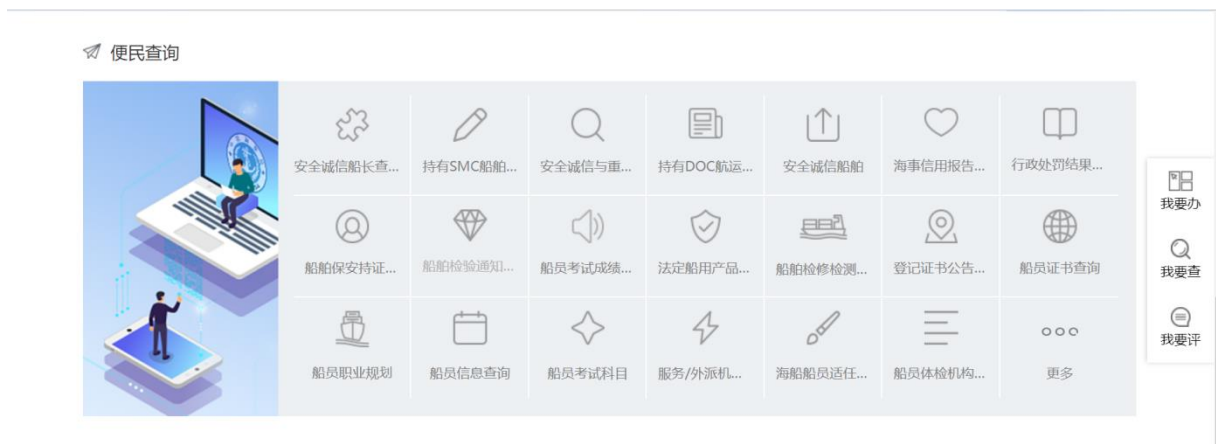 便民查询
安全诚信船长查... 持有SMC船舶... 安全诚信与重... 持有DOC航运... 安全诚信船舶 海事信用报告... 行政处罚结果...
船舶保安持证... 船舶检验通知... 船员考试成绩... 法定船用产品... 船舶检修检测... 登记证书公告... 船员证书查询
船员职业规划 船员信息查询 船员考试科目 服务/外派机... 海船船员适任... 船员体检机构... 更多
我要办
我要查
我要评